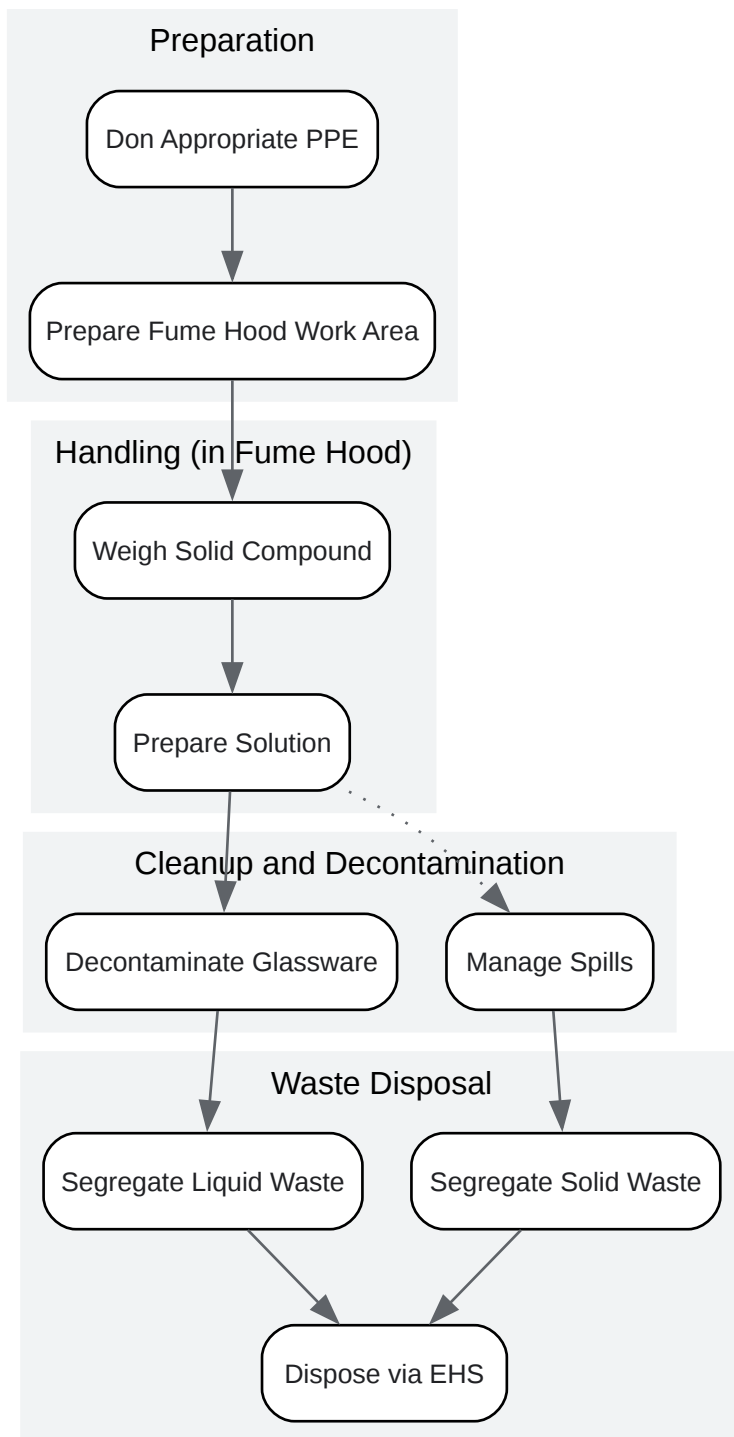 Preparation
Don Appropriate PPE
Prepare Fume Hood Work Area
Handling (in Fume Hood)
Weigh Solid Compound
Prepare Solution
Cleanup and Decontamination
Decontaminate Glassware
Manage Spills
Waste Disposal
Segregate Liquid Waste
Segregate Solid Waste
Dispose via EHS